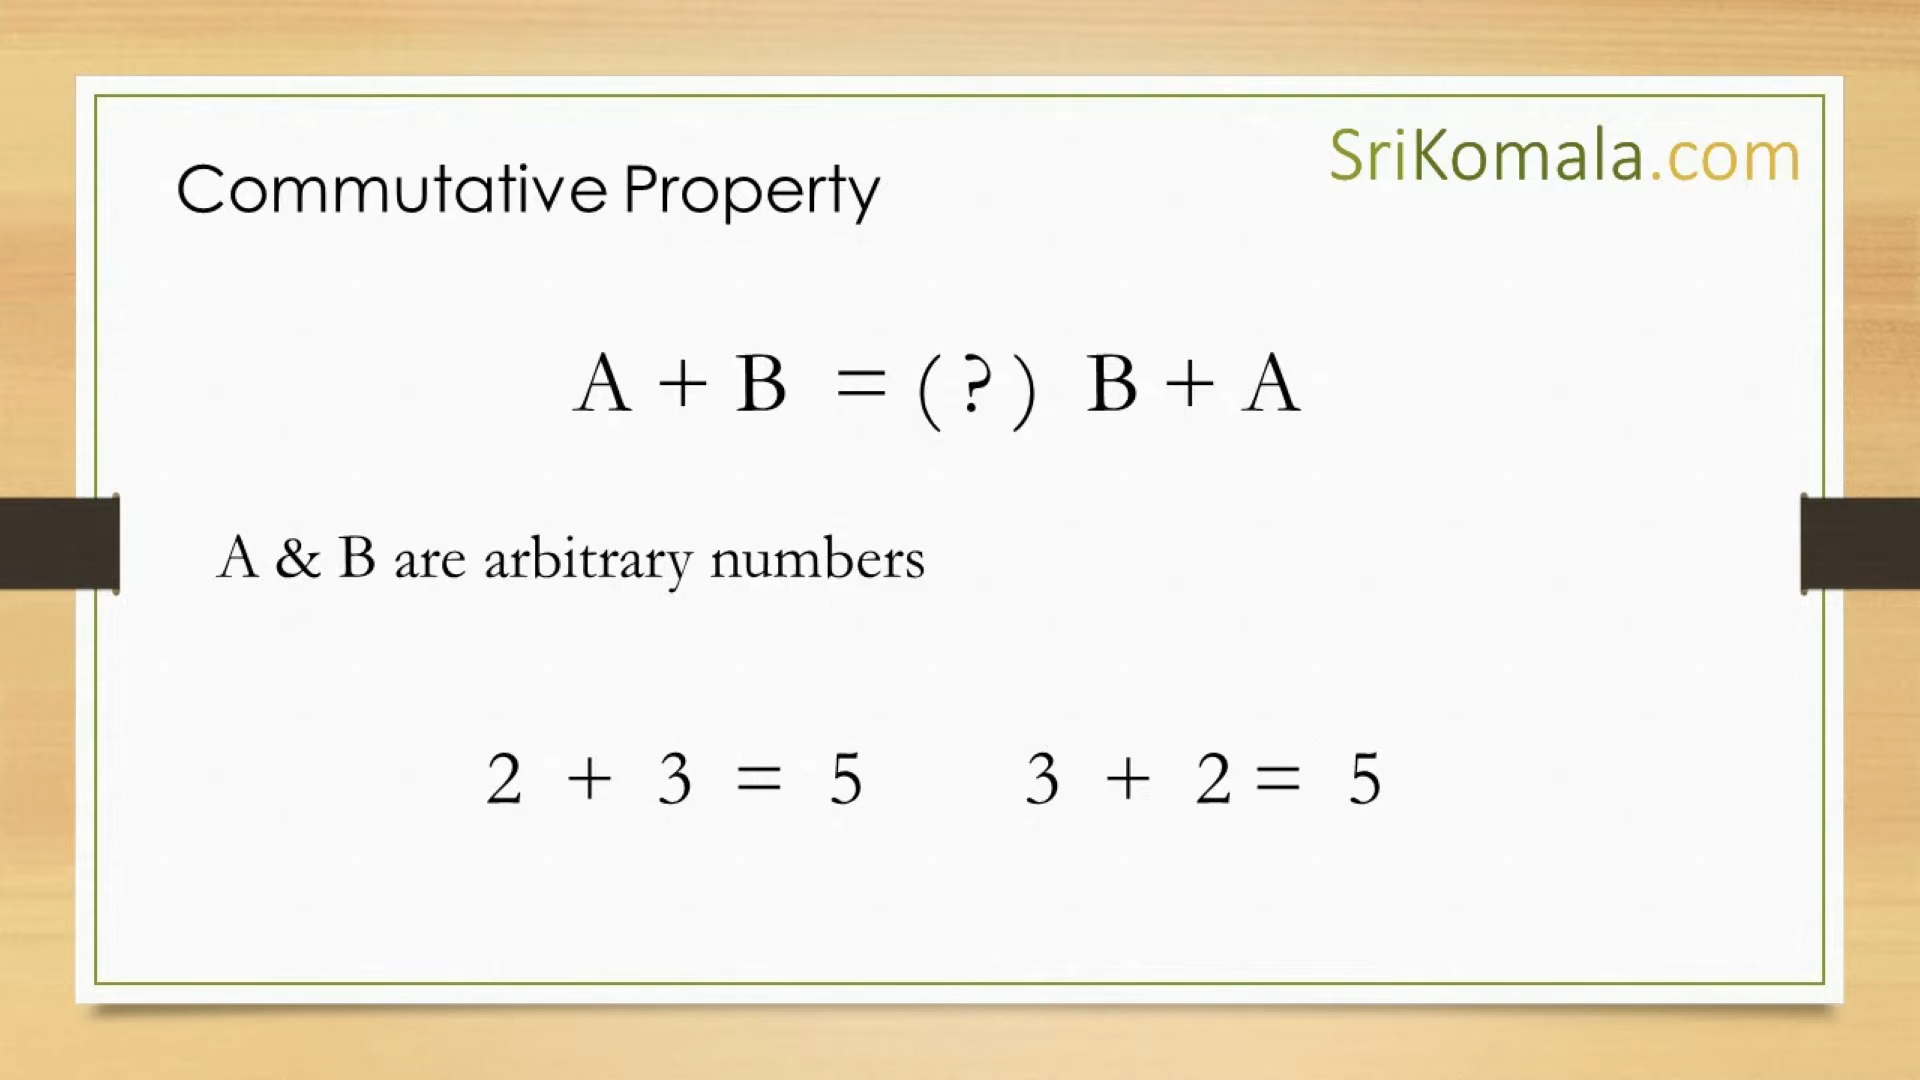 SriKomala.com
Commutative Property
A + B = ( ? ) B + A
A & B are arbitrary numbers
2 + 3 = 5 3 + 2 = 5